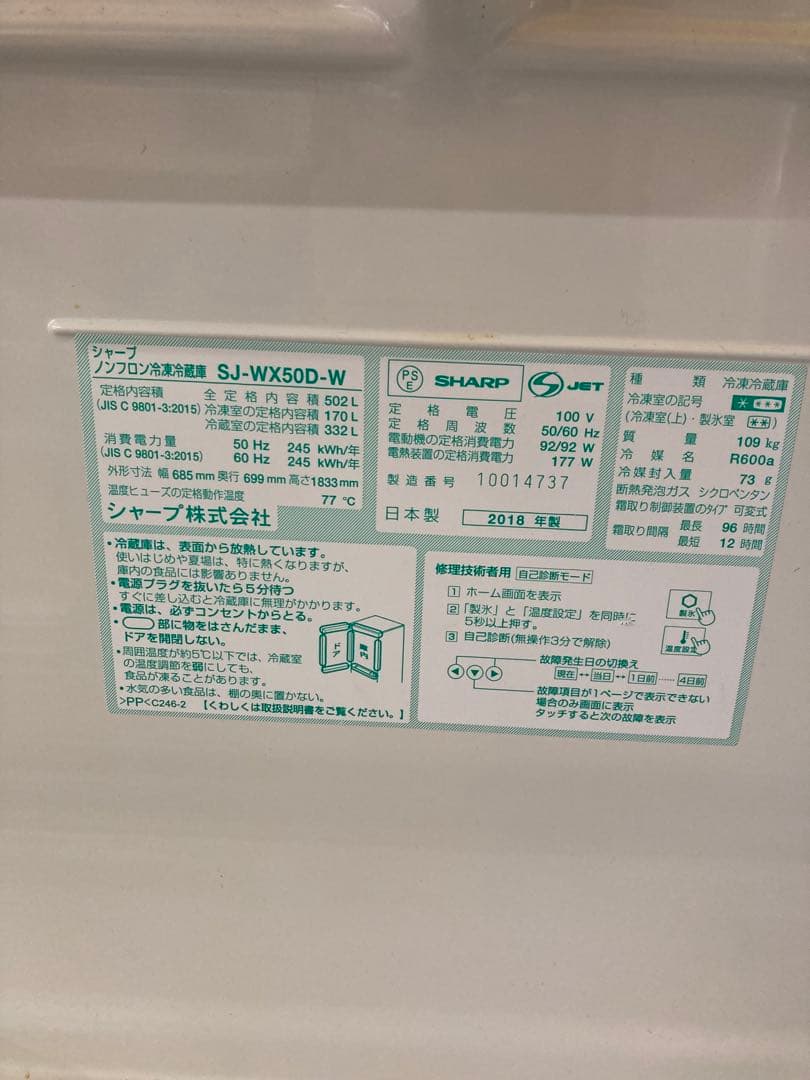 シャープ
ノンフロン冷凍冷蔵庫 SJ-WX50D-W
定格内容積 全定格内容積 502 L
(JIS C 9801-3:2015) 冷凍室の定格内容積 170 L
冷蔵室の定格内容積 332 L
消費電力量 50 Hz 245 kWh/年
(JIS C 9801-3:2015) 60 Hz 245 kWh/年
外形寸法 幅 685 mm 奥行 699 mm 高さ 1833 mm
温度ヒューズの定格動作温度 77 ℃
シャープ株式会社
PS E SHARP S JET
定格電圧 100 V
定格周波数 50/60 Hz
電動機の定格消費電力 92/92 W
電熱装置の定格消費電力 177 W
製造番号 10014737
日本製 2018 年製
種類 冷凍冷蔵庫
冷凍室の記号 * ***
(冷凍室(上)・製氷室 **)
質量 109 kg
冷媒名 R600a
冷媒封入量 73 g
断熱発泡ガス シクロペンタン
霜取り制御装置のタイプ 可変式
霜取り間隔 最長 96 時間
最短 12 時間
・冷蔵庫は、表面から放熱しています。
使いはじめや夏場は、特に熱くなりますが、
庫内の食品には影響ありません。
・電源プラグを抜いたら5分待つ
すぐに差し込むと冷蔵庫に無理がかかります。
・電源は、必ずコンセントからとる。
・部に物をはさんだまま、
ドアを開閉しない。
ドア 庫内
・周囲温度が約5℃以下では、冷蔵室
の温度調節を弱にしても、
食品が凍ることがあります。
・水気の多い食品は、棚の奥に置かない。
>PP< C246-2 【くわしくは取扱説明書をご覧ください。】
修理技術者用 自己診断モード
1 ホーム画面を表示
2 「製氷」と「温度設定」を同時に
5秒以上押す。
3 自己診断(無操作3分で解除)
製氷
温度設定
故障発生日の切換え
現在 ↔ 当日 ↔ 1日前 …… 4日前
故障項目が1ページで表示できない
場合のみ画面に表示
タッチすると次の故障を表示